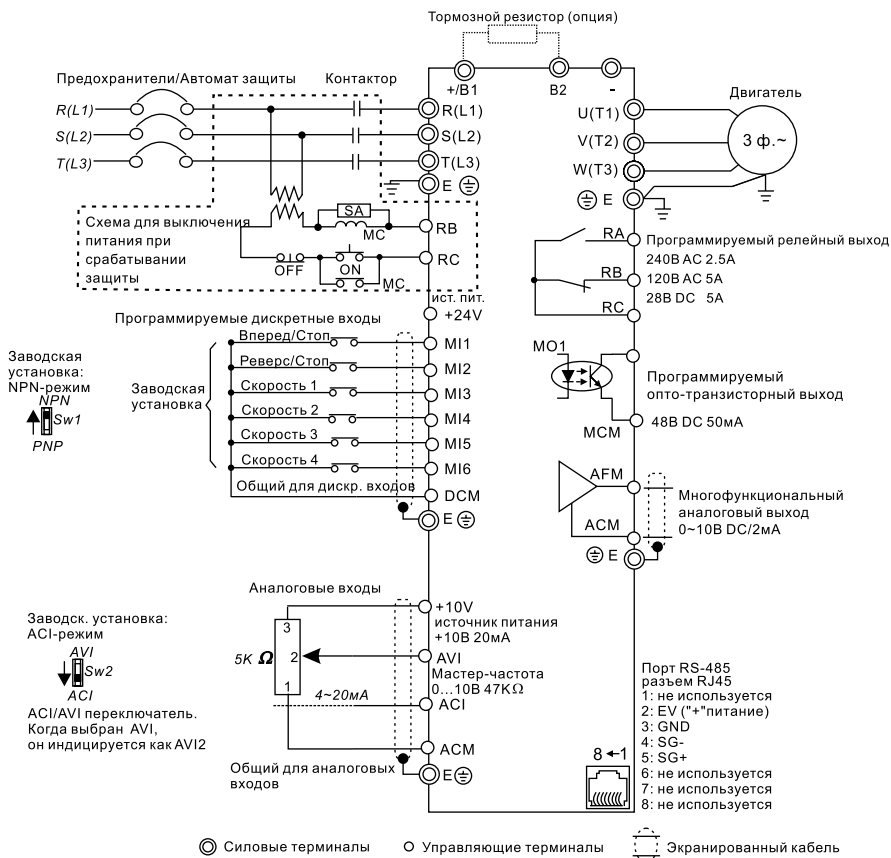 Тормозной резистор (опция)
+/B1
B2
-
Предохранители/Автомат защиты
Контактор
R(L1)
S(L2)
T(L3)
R(L1)
S(L2)
T(L3)
E
U(T1)
V(T2)
W(T3)
E
Двигатель
3 ф.~
Схема для выключения
питания при
срабатывании
защиты
SA
MC
OFF
ON
MC
RB
RC
RA
RB
RC
Программируемый релейный выход
240В AC 2.5A
120В AC 5A
28В DC 5A
ист. пит.
+24V
Программируемые дискретные входы
Заводская
установка:
NPN-режим
NPN
Sw1
PNP
Заводская
установка
Вперед/Стоп
Реверс/Стоп
Скорость 1
Скорость 2
Скорость 3
Скорость 4
Общий для дискр. входов
MI1
MI2
MI3
MI4
MI5
MI6
DCM
E
MO1
MCM
Программируемый
опто-транзисторный выход
48В DC 50мА
AFM
ACM
E
Многофункциональный
аналоговый выход
0~10В DC/2мА
Аналоговые входы
Заводск. установка:
ACI-режим
AVI
Sw2
ACI
ACI/AVI переключатель.
Когда выбран AVI,
он индицируется как AVI2
5K Ω
3
2
1
4~20мА
+10V
источник питания
+10В 20мА
AVI
Мастер-частота
0...10В 47KΩ
ACI
ACM
E
Общий для аналоговых
входов
8←1
Порт RS-485
разъем RJ45
1: не используется
2: EV ("+"питание)
3: GND
4: SG-
5: SG+
6: не используется
7: не используется
8: не используется
Силовые терминалы
Управляющие терминалы
Экранированный кабель